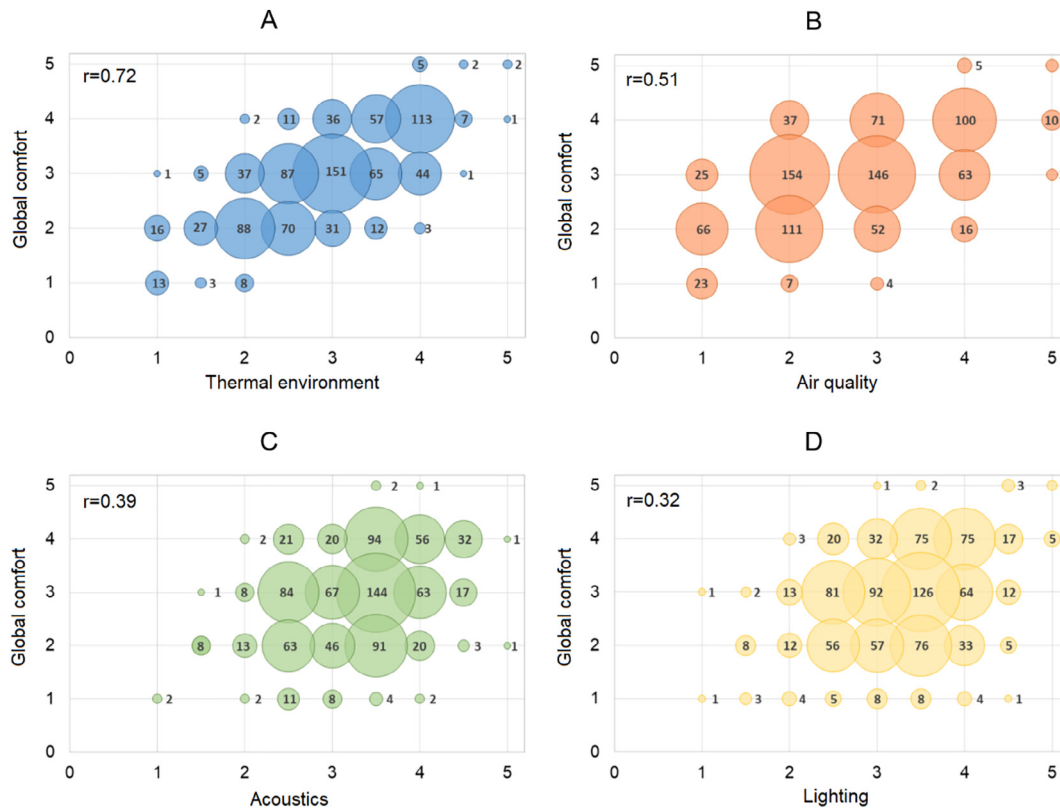 A
r=0.72
Global comfort
5
5 2 2
4
2 11 36 57 113 7 1
3
1 5 37 87 151 65 44 1
2
16 27 88 70 31 12 3
1
13 3 8
0
0 1 2 3 4 5
Thermal environment
B
r=0.51
Global comfort
5
5
4
37 71 100 10
3
25 154 146 63
2
66 111 52 16
1
23 7 4
0
0 1 2 3 4 5
Air quality
C
r=0.39
Global comfort
5
2 1
4
2 21 20 94 56 32 1
3
1 8 84 67 144 63 17
2
8 13 63 46 91 20 3 1
1
2 2 11 8 4 2
0
0 1 2 3 4 5
Acoustics
D
r=0.32
Global comfort
5
1 2 3
4
3 20 32 75 75 17 5
3
1 2 13 81 92 126 64 12
2
8 12 56 57 76 33 5
1
1 3 4 5 8 8 4 1
0
0 1 2 3 4 5
Lighting